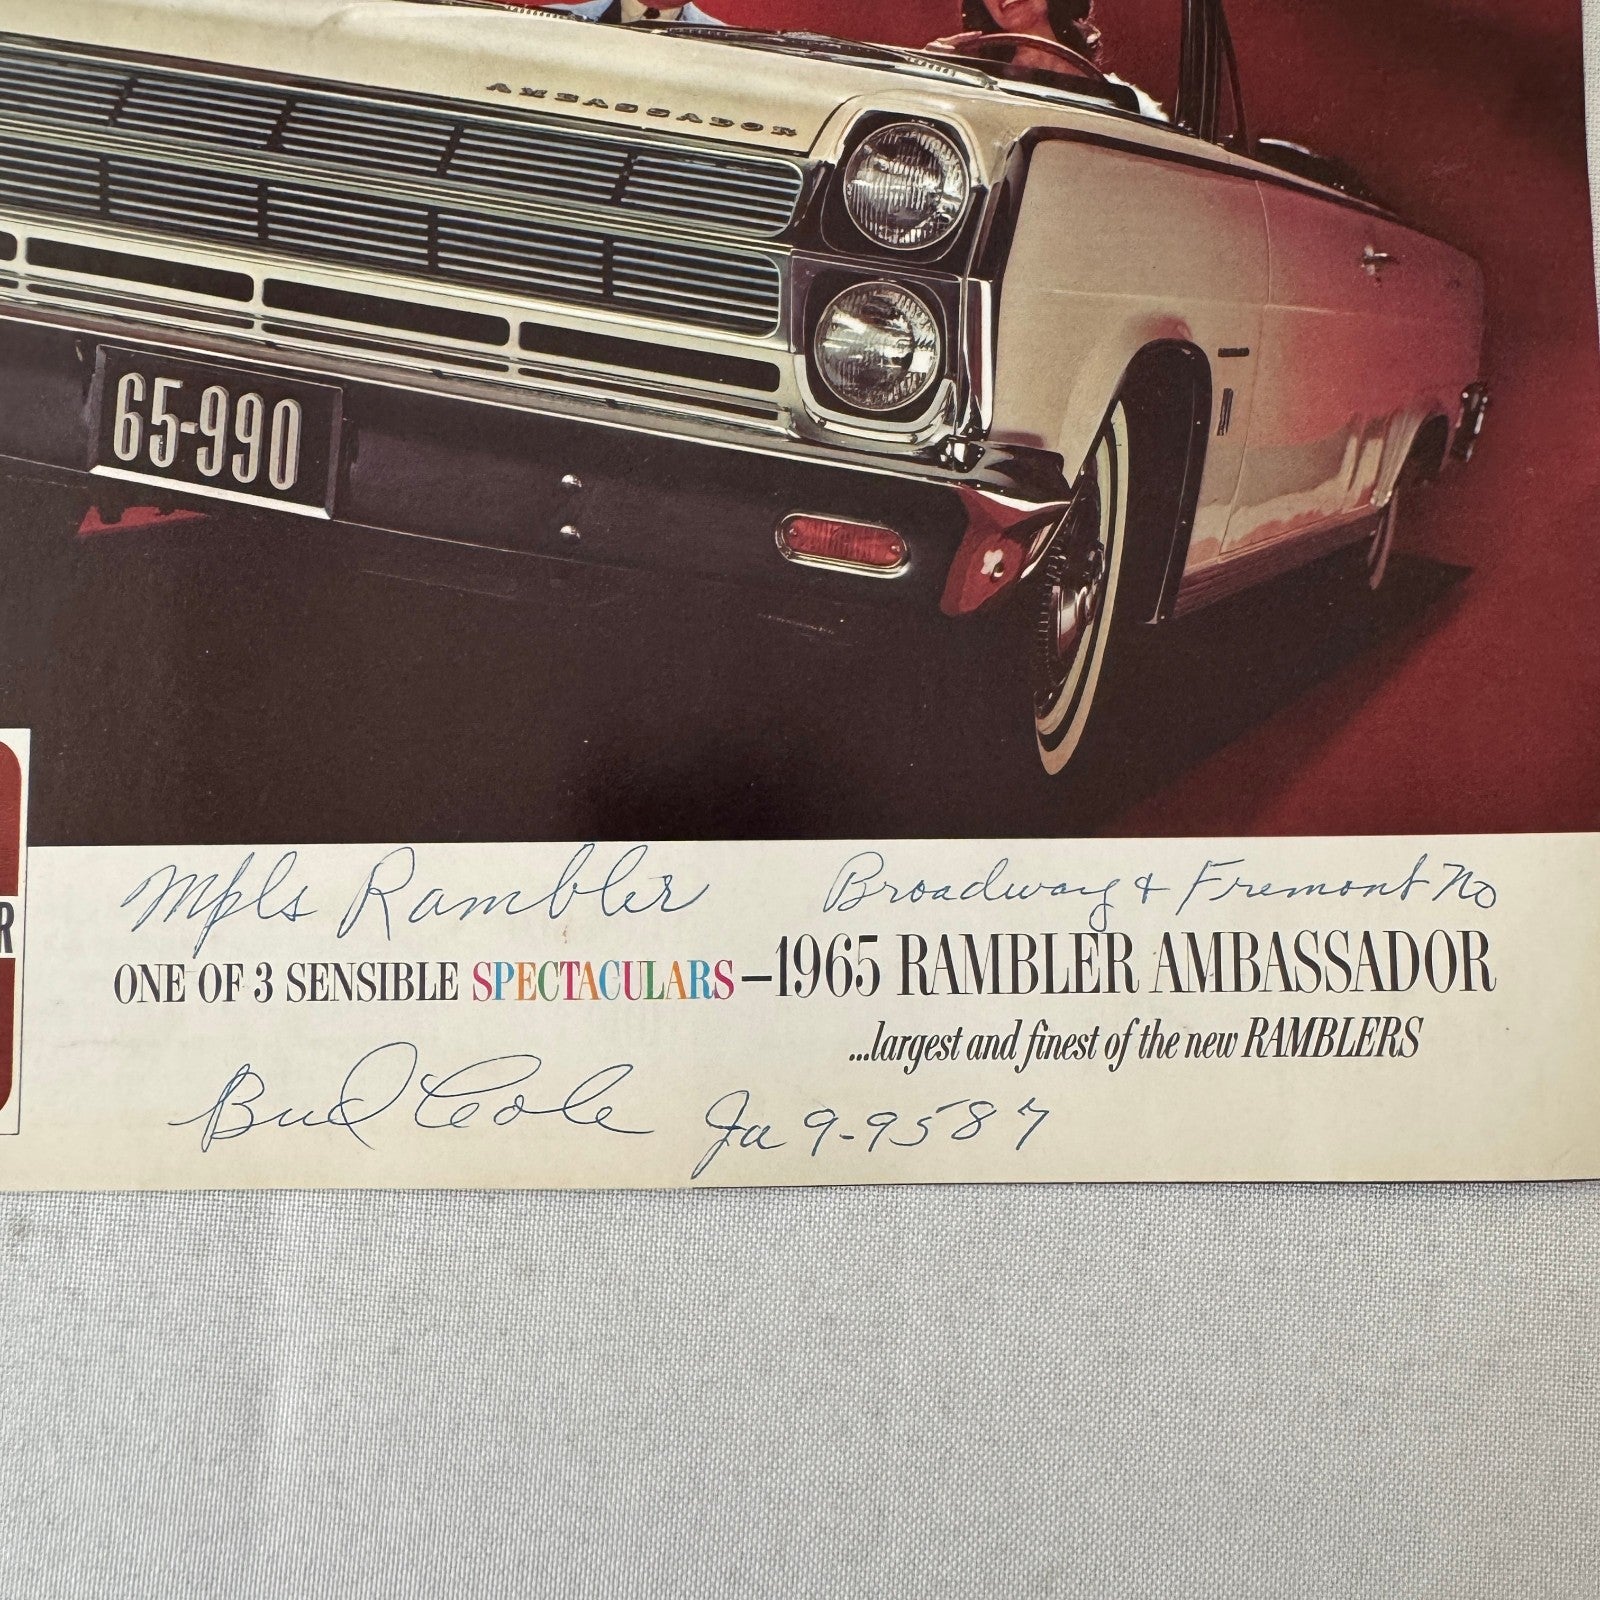 AMBASSADOR
65-990
R
Mpls Rambler Broadway & Fremont No
ONE OF 3 SENSIBLE SPECTACULARS—1965 RAMBLER AMBASSADOR
...largest and finest of the new RAMBLERS
Bud Cole Ja 9-9587